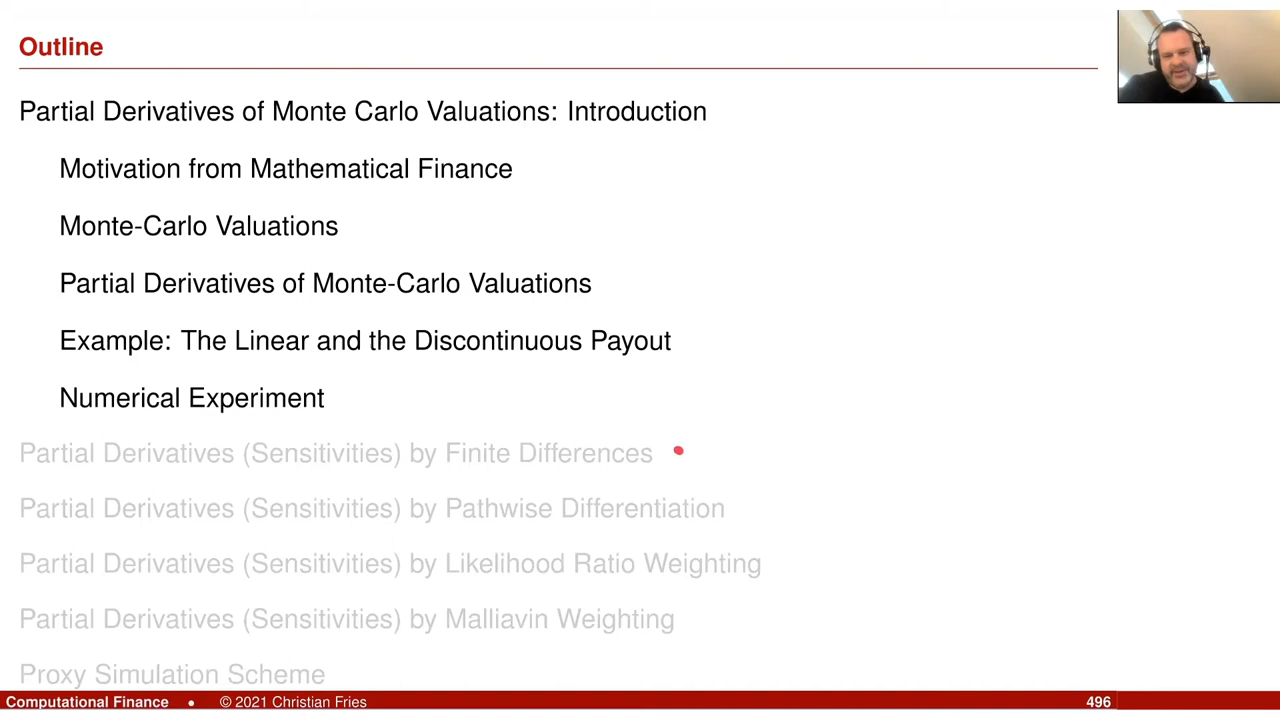 Outline
Partial Derivatives of Monte Carlo Valuations: Introduction
Motivation from Mathematical Finance
Monte-Carlo Valuations
Partial Derivatives of Monte-Carlo Valuations
Example: The Linear and the Discontinuous Payout
Numerical Experiment
Partial Derivatives (Sensitivities) by Finite Differences
Partial Derivatives (Sensitivities) by Pathwise Differentiation
Partial Derivatives (Sensitivities) by Likelihood Ratio Weighting
Partial Derivatives (Sensitivities) by Malliavin Weighting
Proxy Simulation Scheme
Computational Finance • © 2021 Christian Fries 496